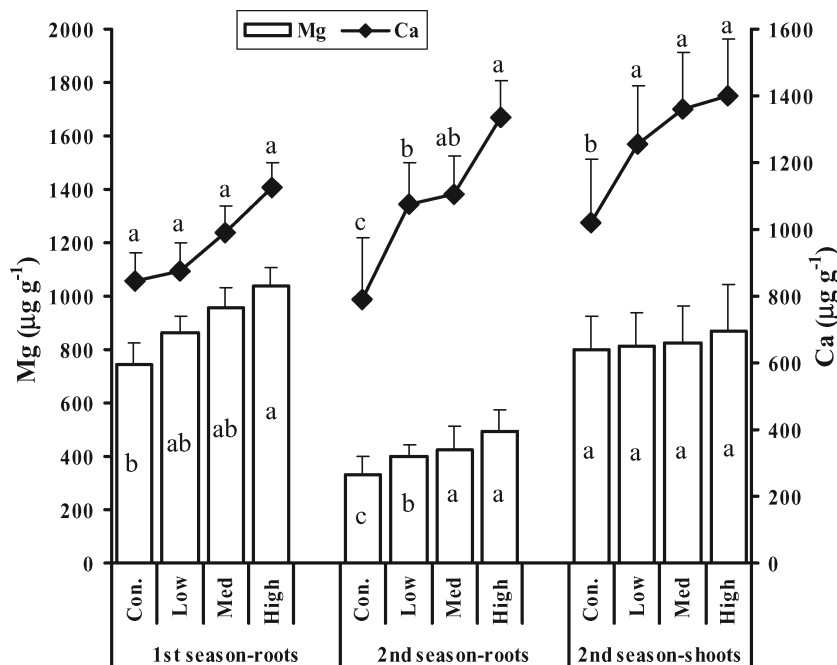 Mg Ca
2000
1800
1600
1400
1200
1000
800
600
400
200
0
Mg (µg g⁻¹)
1600
1400
1200
1000
800
600
400
200
0
Ca (µg g⁻¹)
a a a a
c b ab a
b a a a
b ab ab a
c b a a
a a a a
Con. Low Med High Con. Low Med High Con. Low Med High
1st season-roots 2nd season-roots 2nd season-shoots